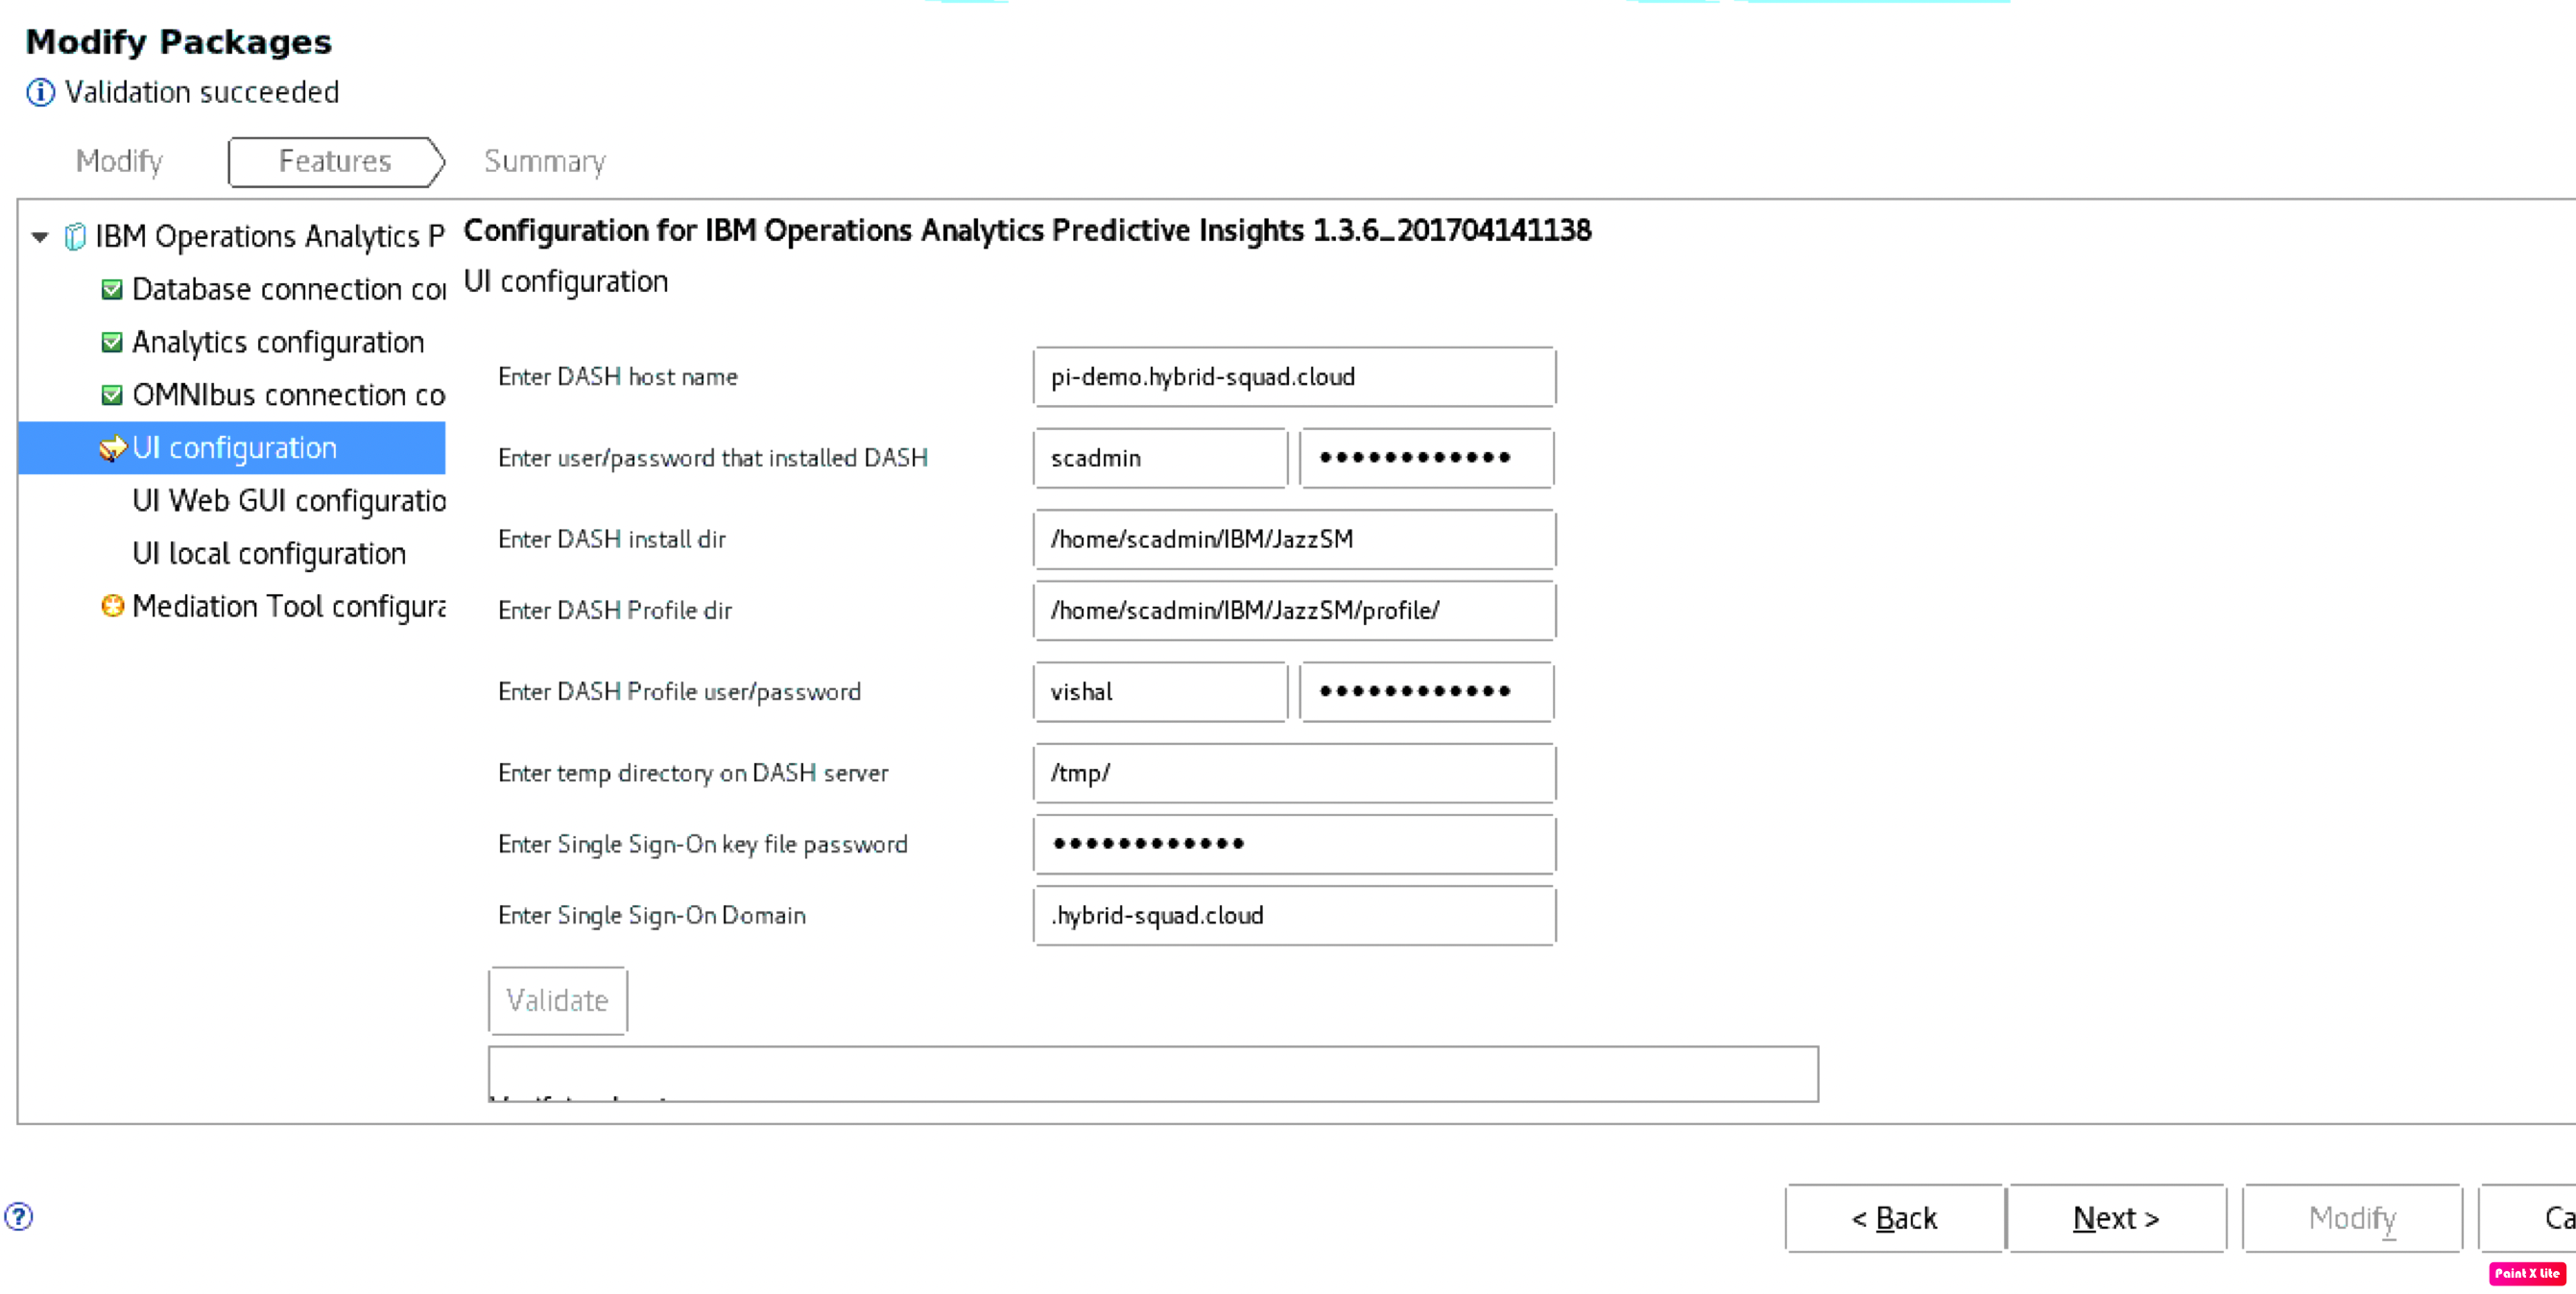 Modify Packages
Validation succeeded
Modify Features Summary
IBM Operations Analytics P
Database connection co
Analytics configuration
OMNIbus connection co
UI configuration
UI Web GUI configuratio
UI local configuration
Mediation Tool configura
Configuration for IBM Operations Analytics Predictive Insights 1.3.6_201704141138
UI configuration
Enter DASH host name pi-demo.hybrid-squad.cloud
Enter user/password that installed DASH scadmin ••••••••••••
Enter DASH install dir /home/scadmin/IBM/JazzSM
Enter DASH Profile dir /home/scadmin/IBM/JazzSM/profile/
Enter DASH Profile user/password vishal ••••••••••••
Enter temp directory on DASH server /tmp/
Enter Single Sign-On key file password ••••••••••••
Enter Single Sign-On Domain .hybrid-squad.cloud
Validate
< Back Next > Modify Ca
Paint X lite